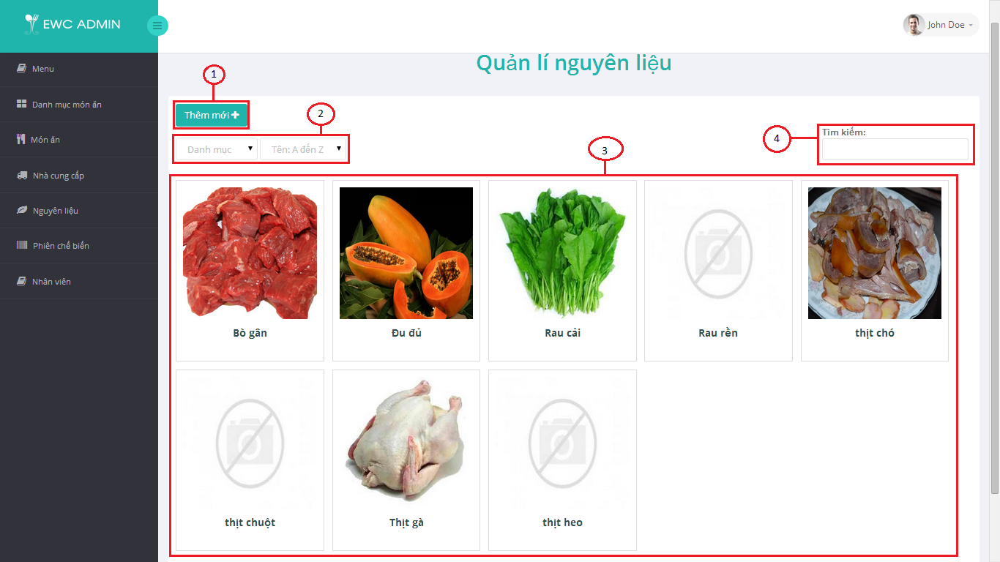 EWC ADMIN
John Doe
Menu
Danh mục món ăn
Món ăn
Nhà cung cấp
Nguyên liệu
Phiên chế biến
Nhân viên
Quản lí nguyên liệu
1
Thêm mới
2
Danh mục
Tên: A đến Z
3
4
Tìm kiếm:
Bò gân
Đu đủ
Rau cải
Rau rền
thịt chó
thịt chuột
Thịt gà
thịt heo